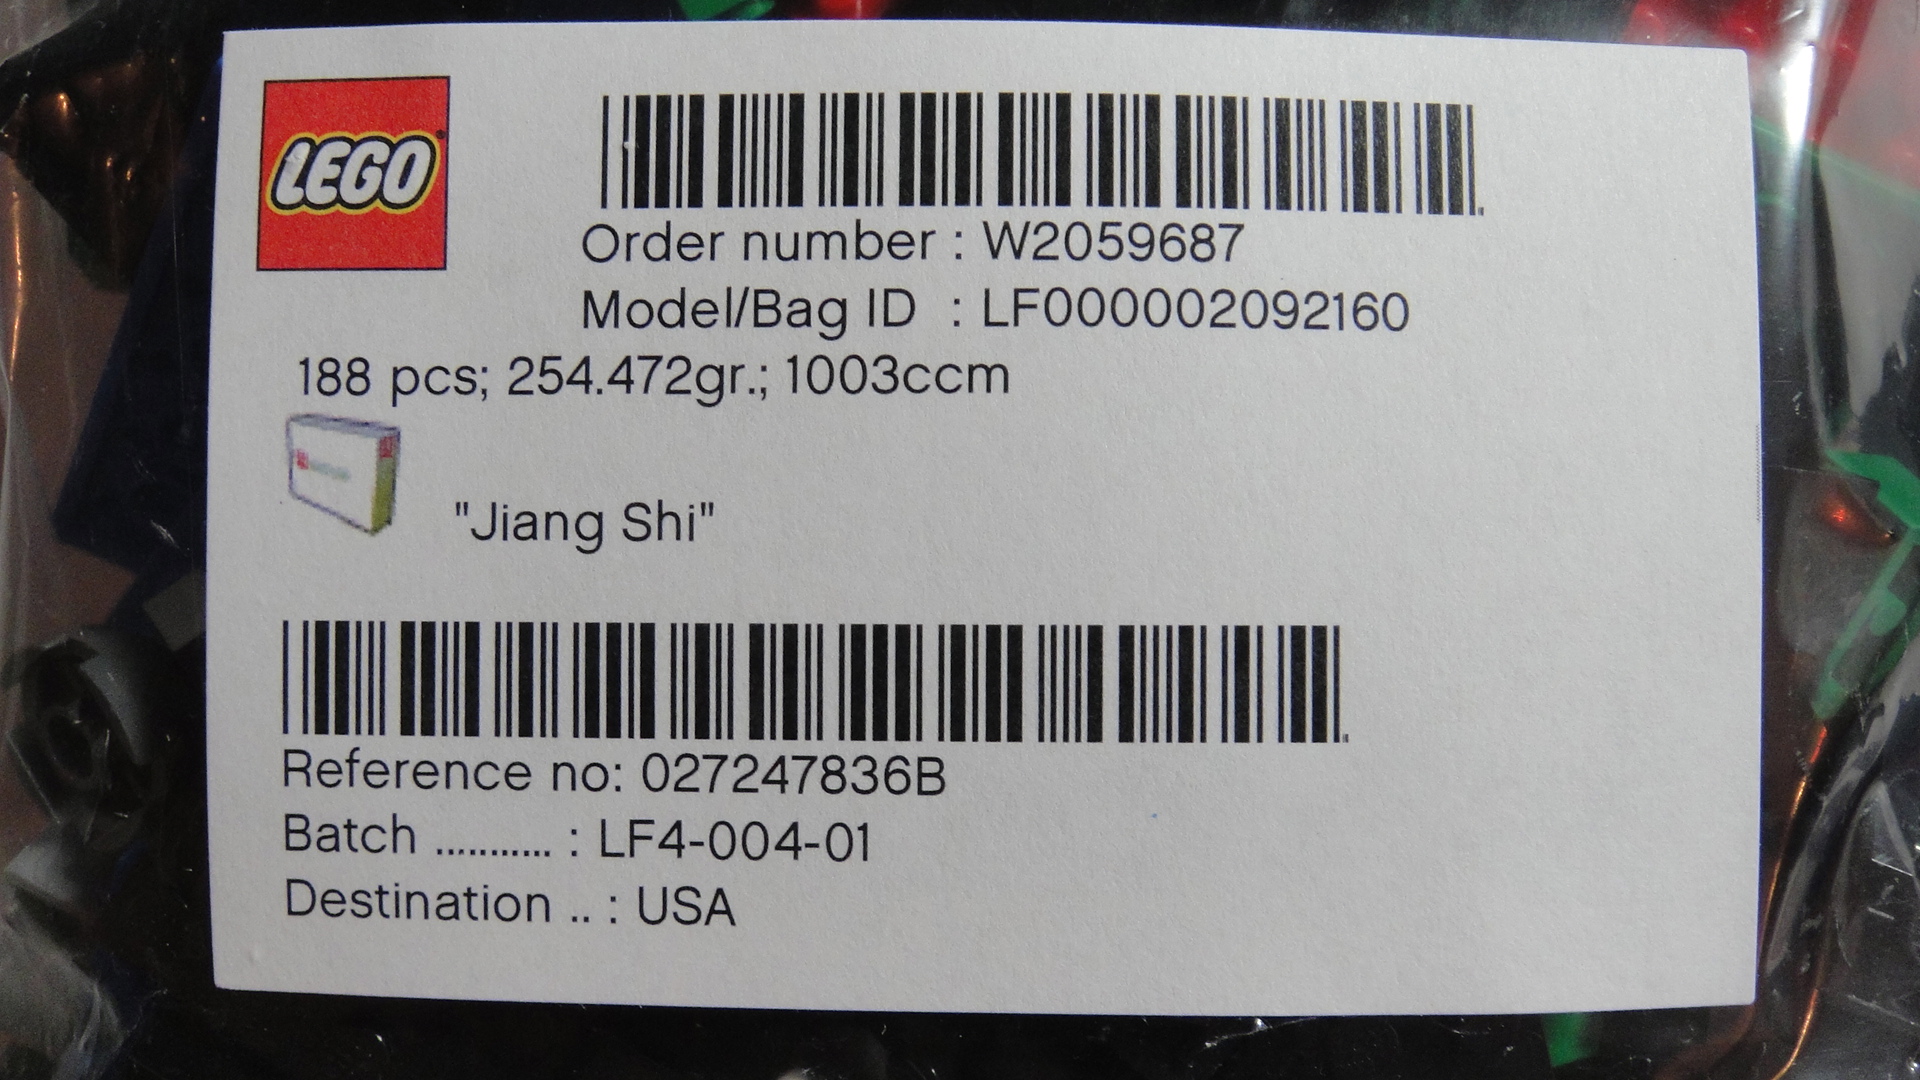 LEGO
Order number : W2059687
Model/Bag ID : LF000002092160
188 pcs; 254.472gr.; 1003ccm
"Jiang Shi"
Reference no: 027247836B
Batch ........... : LF4-004-01
Destination .. : USA